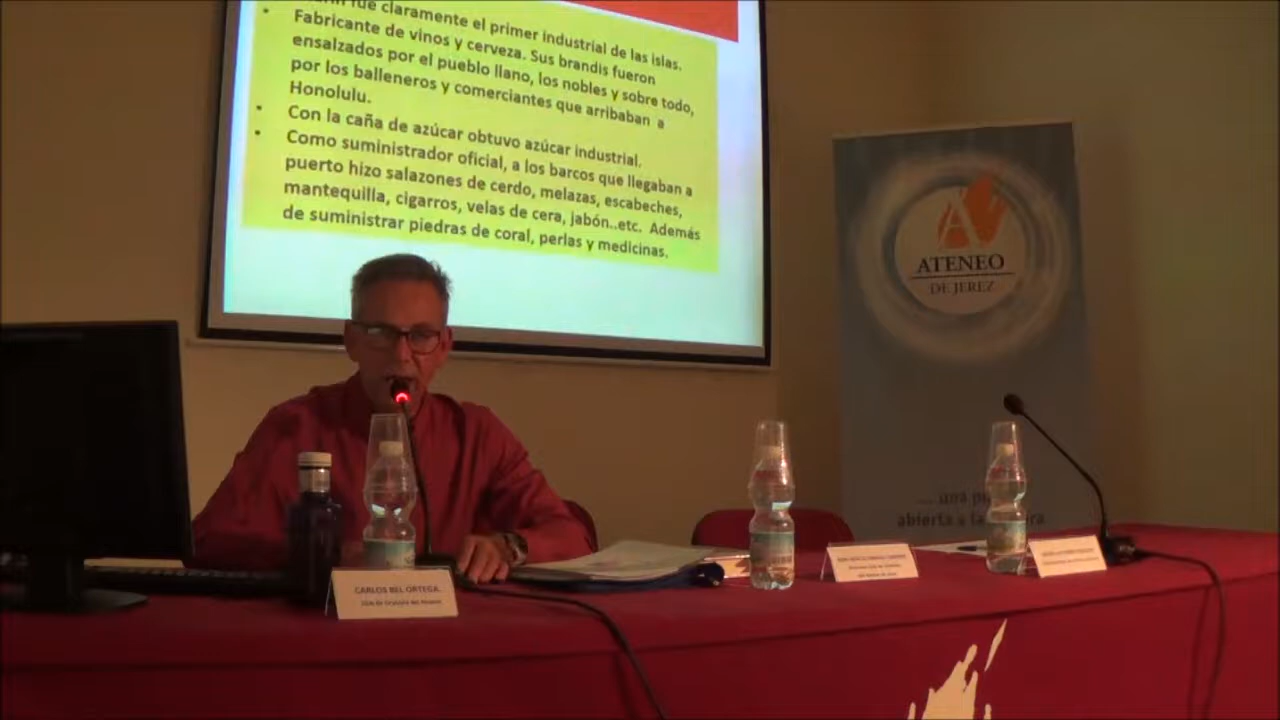 fue claramente el primer industrial de las islas.
• Fabricante de vinos y cerveza. Sus brandis fueron
ensalzados por el pueblo llano, los nobles y sobre todo,
por los balleneros y comerciantes que arribaban a
Honolulu.
• Con la caña de azúcar obtuvo azúcar industrial.
• Como suministrador oficial, a los barcos que llegaban a
puerto hizo salazones de cerdo, melazas, escabeches,
mantequilla, cigarros, velas de cera, jabón..etc. Además
de suministrar piedras de coral, perlas y medicinas.
ATENEO
DE JEREZ
.... una
abierta a la
CARLOS BEL ORTEGA.